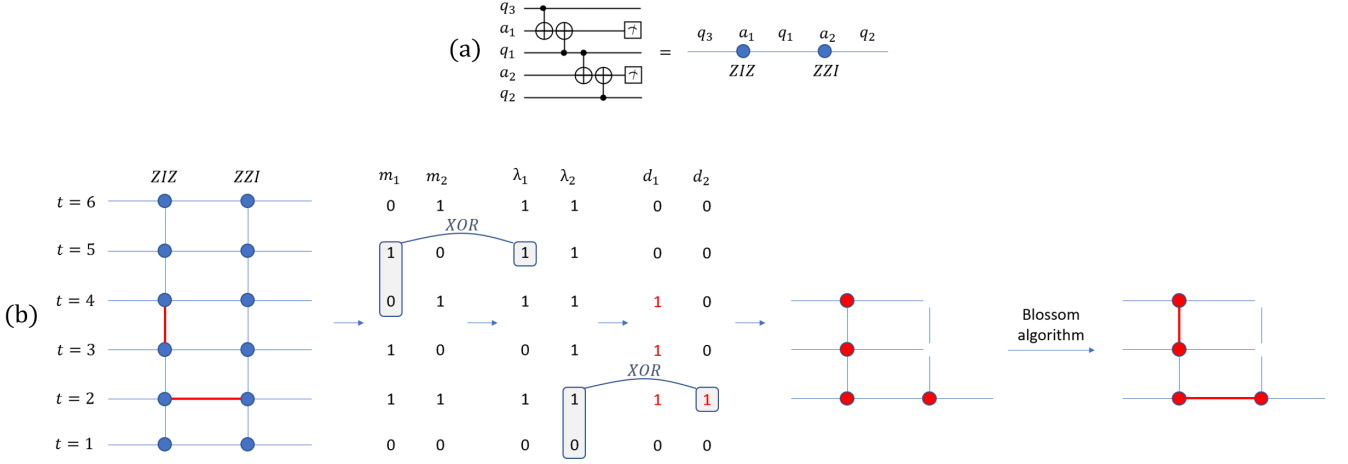 (a)
q₃
a₁
q₁
a₂
q₂
=
q₃ a₁ q₁ a₂ q₂
ZIZ ZZI
(b)
ZIZ ZZI m₁ m₂ λ₁ λ₂ d₁ d₂
t = 6 0 1 1 1 0 0
XOR
t = 5 1 0 1 1 0 0
t = 4 0 1 1 1 1 0
Blossom
algorithm
t = 3 1 0 0 1 1 0
XOR
t = 2 1 1 1 1 1 1
t = 1 0 0 0 0 0 0